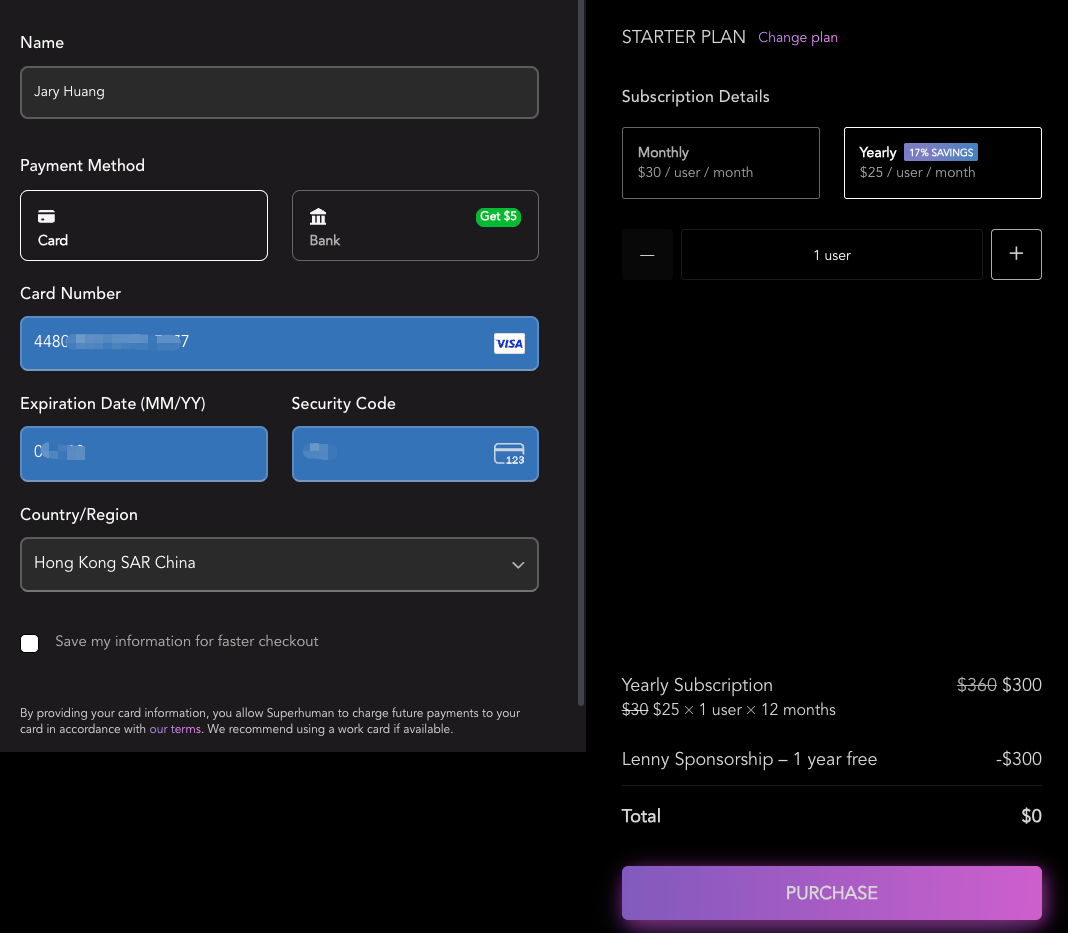 Name
Jary Huang
Payment Method
Card
Bank
Get $5
Card Number
4480
7
VISA
Expiration Date (MM/YY)
Security Code
0
123
Country/Region
Hong Kong SAR China
Save my information for faster checkout
By providing your card information, you allow Superhuman to charge future payments to your
card in accordance with our terms. We recommend using a work card if available.
STARTER PLAN Change plan
Subscription Details
Monthly
$30 / user / month
Yearly 17% SAVINGS
$25 / user / month
— 1 user +
Yearly Subscription $360 $300
$30 $25 × 1 user × 12 months
Lenny Sponsorship – 1 year free -$300
Total $0
PURCHASE